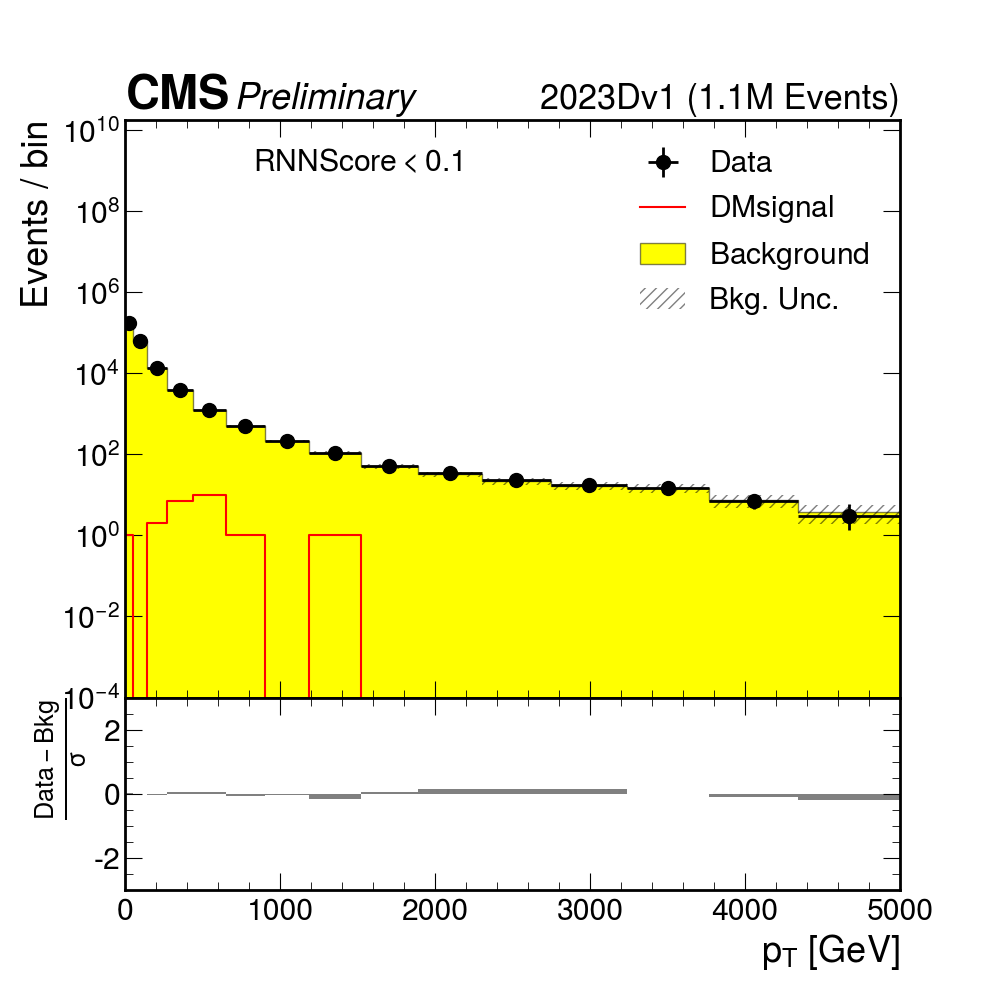 CMS Preliminary 2023Dv1 (1.1M Events)
Events / bin
10^10
10^8
10^6
10^4
10^2
10^0
10^−2
10^−4
RNNScore < 0.1
Data
DMsignal
Background
Bkg. Unc.
Data − Bkg
σ
2
0
-2
0 1000 2000 3000 4000 5000
p_T [GeV]